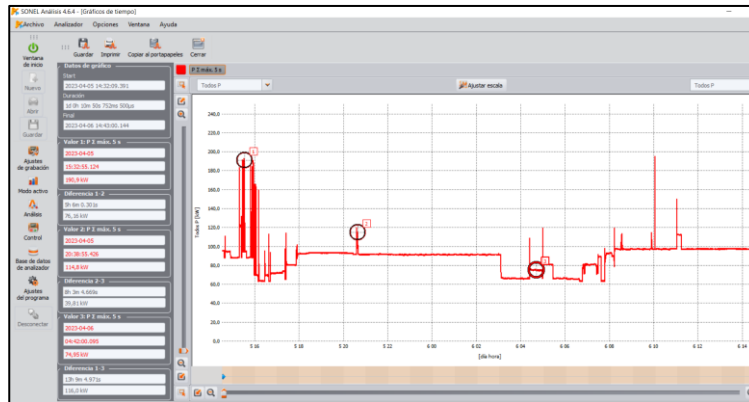 SONEL Análisis 4.6.4 - [Gráficos de tiempo]
Archivo Analizador Opciones Ventana Ayuda
Ventana de inicio
Nuevo
Abrir
Guardar
Ajustes de grabación
Modo activo
Análisis
Control
Base de datos de analizador
Ajustes del programa
Desconectar
Guardar Imprimir Copiar al portapapeles Cerrar
Datos de gráfico
Start
2023-04-05 14:32:09.391
Duración
1d 0h 10m 50s 752ms 500µs
Final
2023-04-06 14:43:00.144
Valor 1: P Σ máx. 5 s
2023-04-05
15:32:55.124
190,9 kW
Diferencia 1-2
5h 6m 0.301s
76,16 kW
Valor 2: P Σ máx. 5 s
2023-04-05
20:38:55.426
114,8 kW
Diferencia 2-3
8h 3m 4.669s
39,81 kW
Valor 3: P Σ máx. 5 s
2023-04-06
04:42:00.095
74,95 kW
Diferencia 1-3
13h 9m 4.971s
116,0 kW
P Σ máx. 5 s
Todos P
Ajustar escala
Todos P
Todos P [kW]
240,0
220,0
200,0
180,0
160,0
140,0
120,0
100,0
80,0
60,0
40,0
20,0
0,0
1
2
3
5 16 5 18 5 20 5 22 6 00 6 02 6 04 6 06 6 08 6 10 6 12 6 14
[día hora]